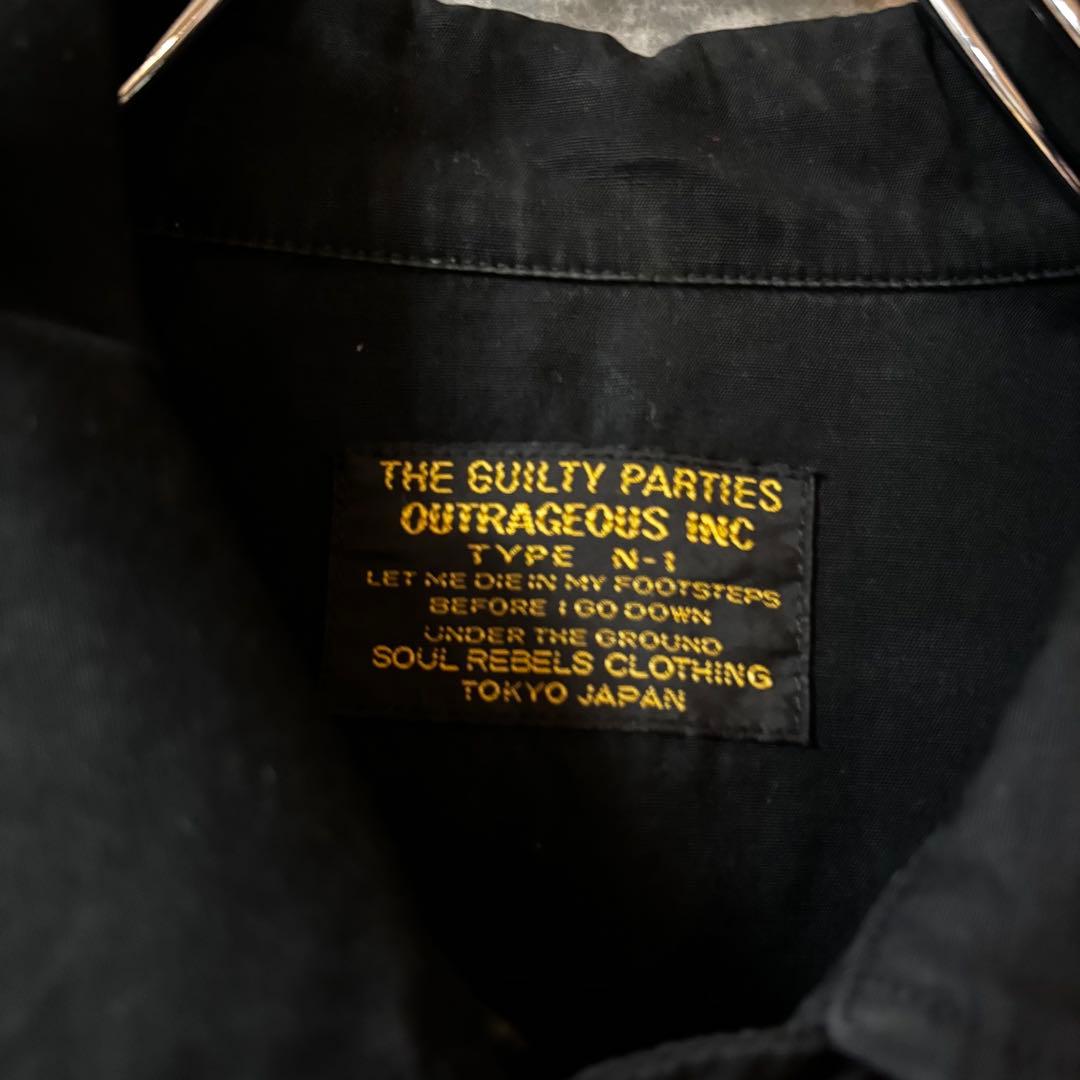 THE GUILTY PARTIES
OUTRAGEOUS INC
TYPE N-1
LET ME DIE IN MY FOOTSTEPS
BEFORE I GO DOWN
UNDER THE GROUND
SOUL REBELS CLOTHING
TOKYO JAPAN